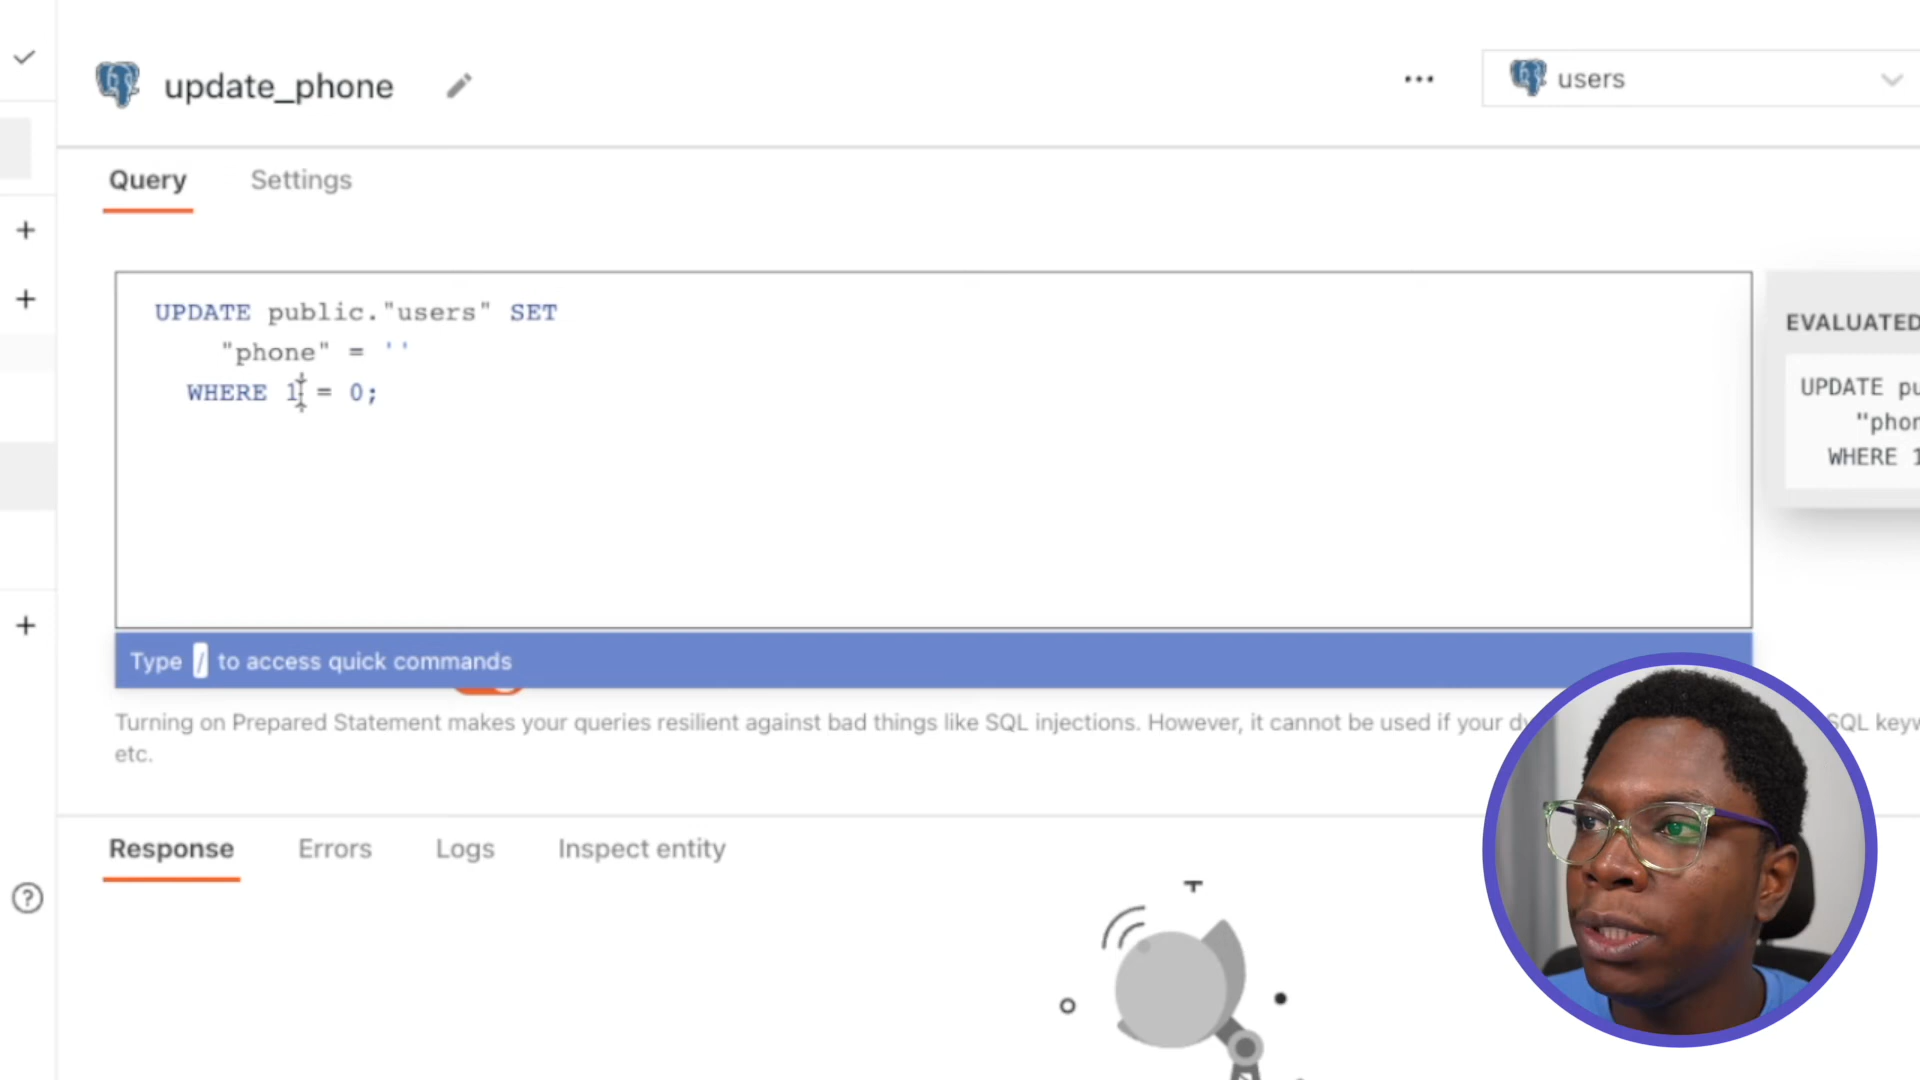 update_phone
users
Query Settings
UPDATE public."users" SET
"phone" = ''
WHERE 1 = 0;
EVALUATED
UPDATE pu
"phon
WHERE 1
Type / to access quick commands
Turning on Prepared Statement makes your queries resilient against bad things like SQL injections. However, it cannot be used if your dy SQL keyw
etc.
Response Errors Logs Inspect entity